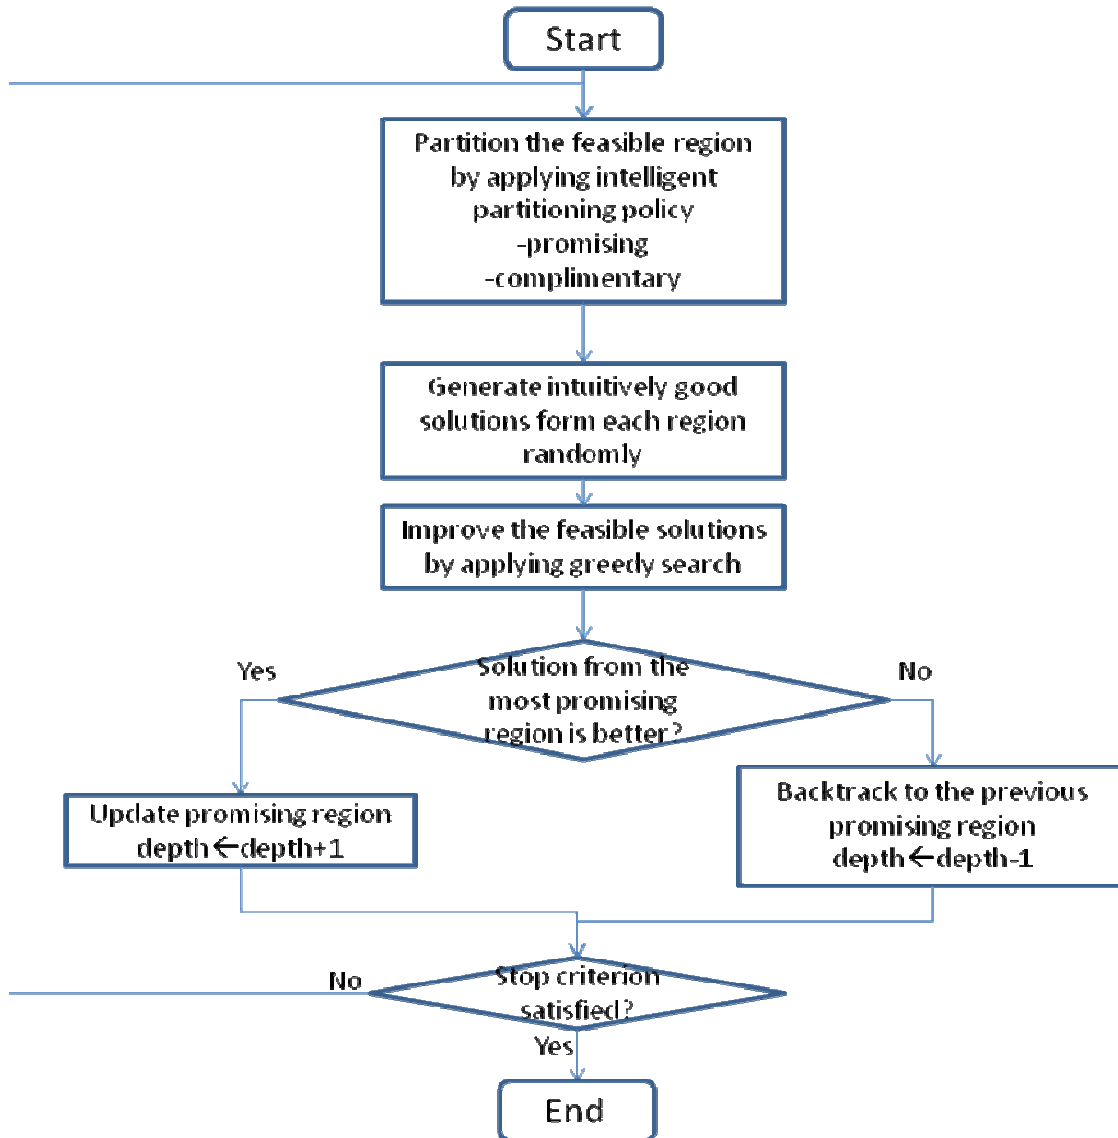 Start
Partition the feasible region
by applying intelligent
partitioning policy
-promising
-complimentary
Generate intuitively good
solutions form each region
randomly
Improve the feasible solutions
by applying greedy search
Yes
Solution from the
most promising
region is better?
No
Update promising region
depth←depth+1
Backtrack to the previous
promising region
depth←depth-1
No
Stop criterion
satisfied?
Yes
End